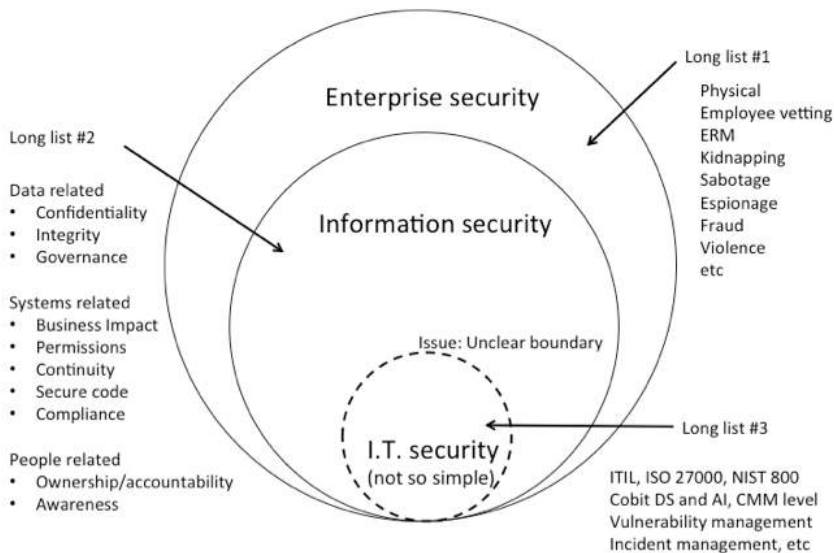 Enterprise security
Long list #1
Physical
Employee vetting
ERM
Kidnapping
Sabotage
Espionage
Fraud
Violence
etc
Long list #2
Data related
• Confidentiality
• Integrity
• Governance
Systems related
• Business Impact
• Permissions
• Continuity
• Secure code
• Compliance
People related
• Ownership/accountability
• Awareness
Information security
Issue: Unclear boundary
I.T. security
(not so simple)
Long list #3
ITIL, ISO 27000, NIST 800
Cobit DS and AI, CMM level
Vulnerability management
Incident management, etc